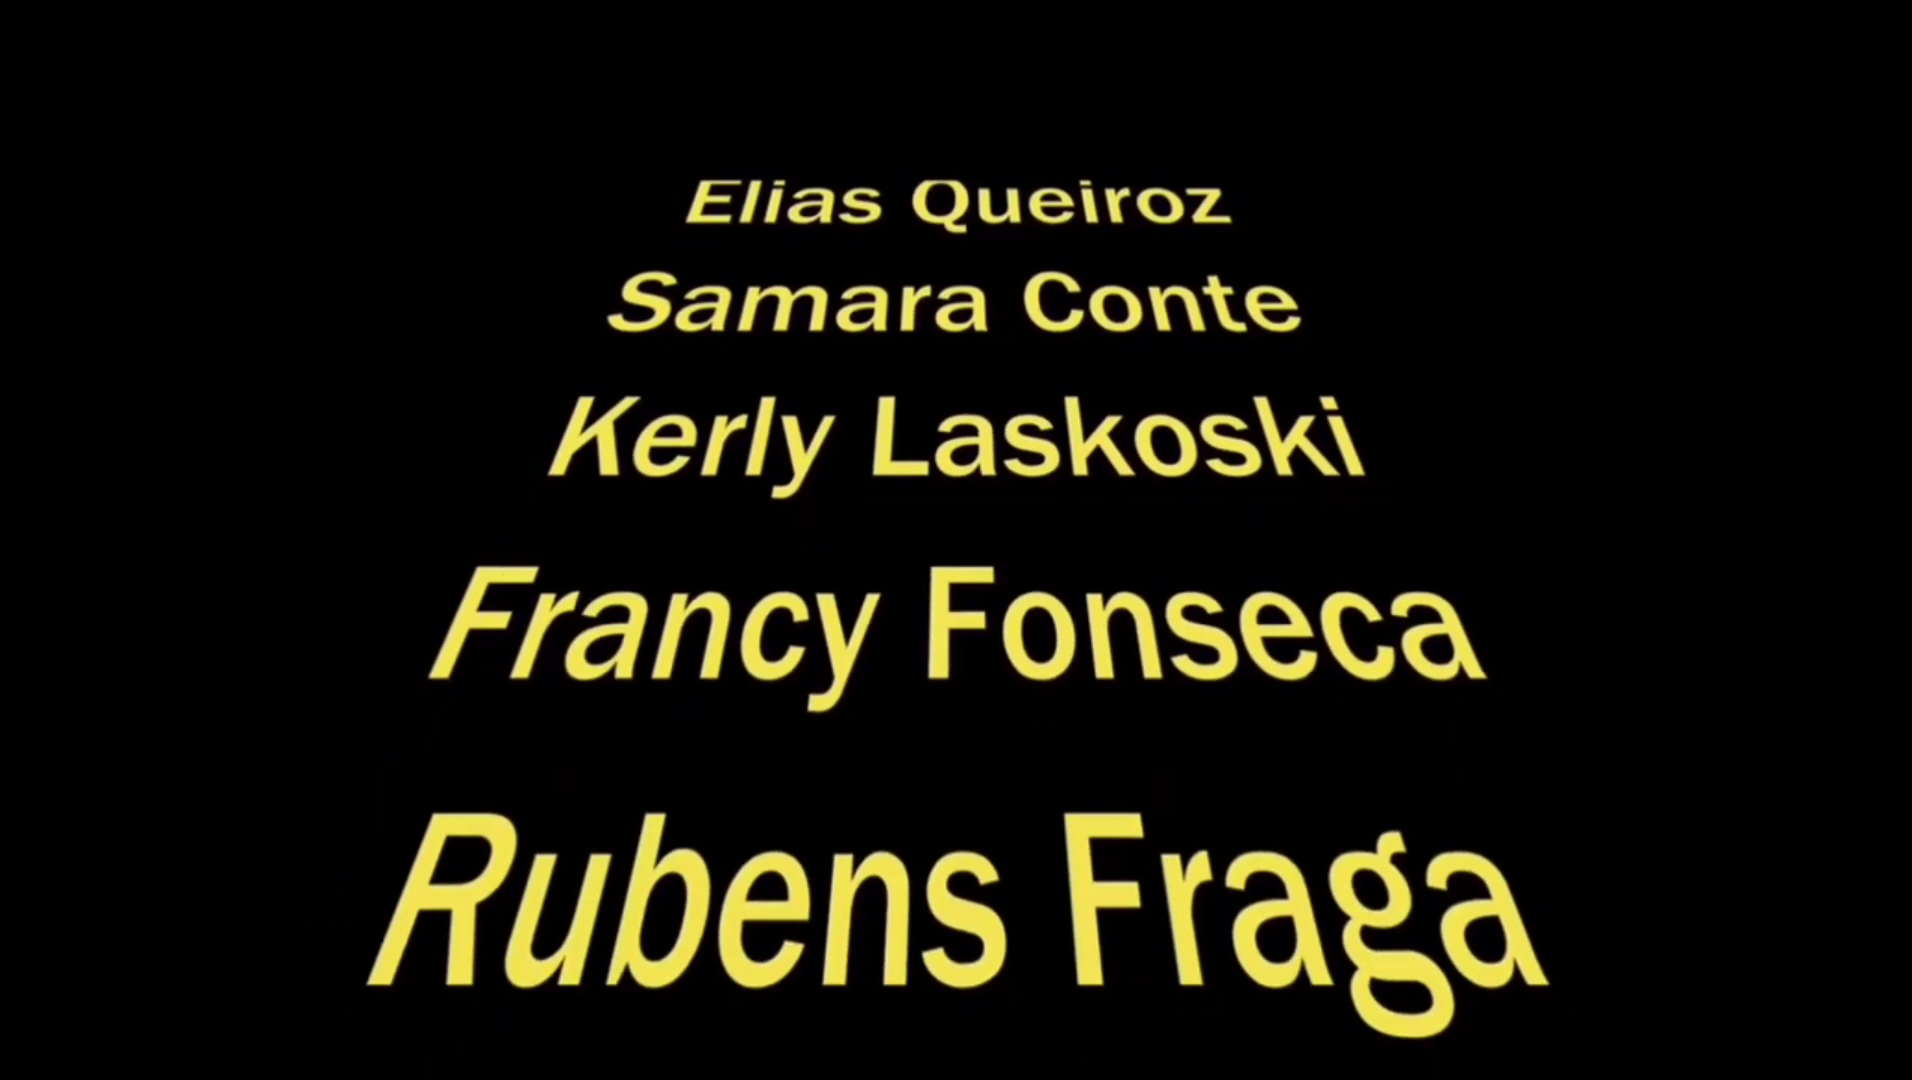 Elias Queiroz
Samara Conte
Kerly Laskoski
Francy Fonseca
Rubens Fraga